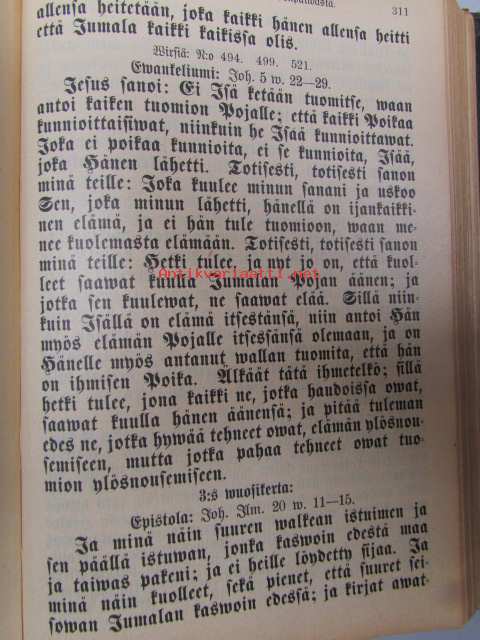 311
allensa heitetään, joka kaikki hänen allensa heitti
että Jumala kaikki kaikissa olis.
Wirsiä: N:o 494. 499. 521.
Ewankeliumi: Joh. 5 w. 22—29.
Jesus sanoi: Ei Isä ketään tuomitse, waan
antoi kaiken tuomion Pojalle; että kaikki Poikaa
kunnioittaisiwat, niinkuin he Isää kunnioittawat.
Joka ei poikaa kunnioita, ei se kunnioita, Isää,
joka Hänen lähetti. Totisesti, totisesti sanon
minä teille: Joka kuulee minun sanani ja uskoo
Sen, joka minun lähetti, hänellä on ijankaikki-
nen elämä, ja ei hän tule tuomioon, waan me-
nee kuolemasta elämään. Totisesti, totisesti sanon
minä teille: Hetki tulee, ja nyt jo on, että kuol-
leet saawat kuulla Jumalan Pojan äänen; ja
Antikvariaatti.net
jotka sen kuulewat, ne saawat elää. Sillä niin-
kuin Isällä on elämä itsestänsä, niin antoi Hän
myös elämän Pojalle itsessänsä olemaan, ja on
Hänelle myös antanut wallan tuomita, että hän
on ihmisen Poika. Älkäät tätä ihmetelkö; sillä
hetki tulee, jona kaikki ne, jotka haudoissa owat,
saawat kuulla hänen äänensä; ja pitää tuleman
edes ne, jotka hywää tehneet owat, elämän ylösnou-
semiseen, mutta jotka pahaa tehneet owat tuo-
mion ylösnousemiseen.
3:s wuosikerta:
Epistola: Joh. Ilm. 20 w. 11—15.
Ja minä näin suuren walkean istuimen ja
sen päällä istuwan, jonka kaswoin edestä maa
ja taiwas pakeni; ja ei heille löydetty sijaa. Ja
minä näin kuolleet, sekä pienet, että suuret sei-
sowan Jumalan kaswoin edessä; ja kirjat awat-